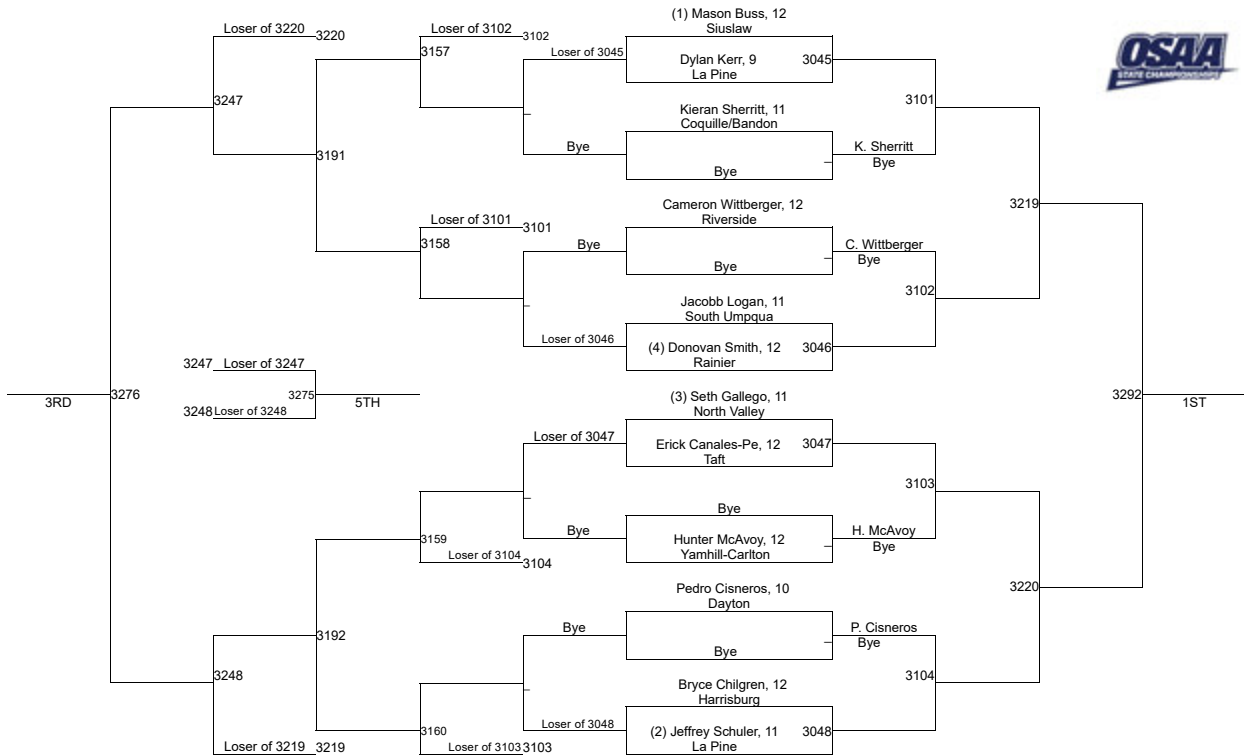 (1) Mason Buss, 12
Siuslaw
OSAA
STATE CHAMPIONSHIPS
Loser of 3220 3220
Loser of 3102 3102
3157
Loser of 3045
Dylan Kerr, 9 3045
La Pine
3247
Kieran Sherritt, 11
Coquille/Bandon
3101
3191
Bye
K. Sherritt
Bye
Bye
Cameron Wittberger, 12
Riverside
3219
Loser of 3101 3101
3158
Bye
C. Wittberger
Bye
Bye
3102
Jacobb Logan, 11
South Umpqua
Loser of 3046
(4) Donovan Smith, 12 3046
Rainier
3247 Loser of 3247
3RD
3276
3275
5TH
3248 Loser of 3248
3292
1ST
(3) Seth Gallego, 11
North Valley
Loser of 3047
Erick Canales-Pe, 12 3047
Taft
3103
Bye
3159
Bye
Hunter McAvoy, 12
Yamhill-Carlton
H. McAvoy
Bye
Loser of 3104 3104
Pedro Cisneros, 10
Dayton
3220
3192
Bye
P. Cisneros
Bye
Bye
3248
3104
Bryce Chilgren, 12
Harrisburg
3160
Loser of 3048
(2) Jeffrey Schuler, 11 3048
La Pine
Loser of 3219 3219
Loser of 3103 3103